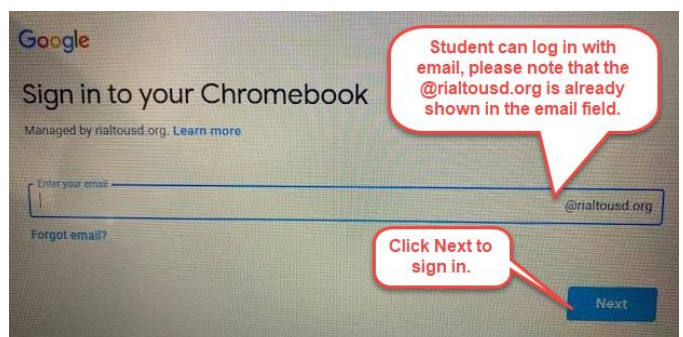 Google
Student can log in with
email, please note that the
@rialtousd.org is already
shown in the email field.
Sign in to your Chromebook
Managed by rialtousd.org. Learn more
Enter your email
@rialtousd.org
Forgot email?
Click Next to
sign in.
Next